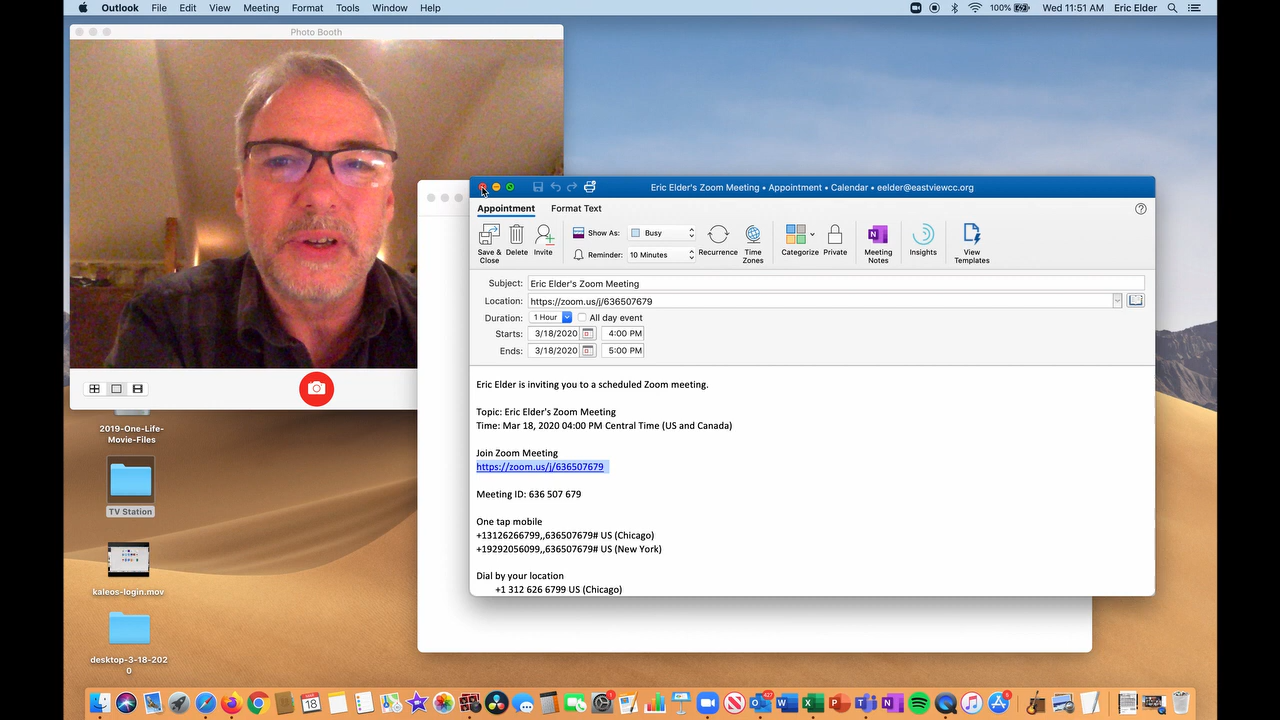 Outlook File Edit View Meeting Format Tools Window Help 100% Wed 11:51 AM Eric Elder
Photo Booth
Eric Elder's Zoom Meeting • Appointment • Calendar • eelder@eastviewcc.org
Appointment Format Text
Save & Close Delete Invite Show As: Busy Reminder: 10 Minutes Recurrence Time Zones Categorize Private Meeting Notes Insights View Templates
Subject: Eric Elder's Zoom Meeting
Location: https://zoom.us/j/636507679
Duration: 1 Hour All day event
Starts: 3/18/2020 4:00 PM
Ends: 3/18/2020 5:00 PM
Eric Elder is inviting you to a scheduled Zoom meeting.
Topic: Eric Elder's Zoom Meeting
Time: Mar 18, 2020 04:00 PM Central Time (US and Canada)
Join Zoom Meeting
https://zoom.us/j/636507679
Meeting ID: 636 507 679
One tap mobile
+13126266799,,636507679# US (Chicago)
+19292056099,,636507679# US (New York)
Dial by your location
+1 312 626 6799 US (Chicago)
2019-One-Life-
Movie-Files
TV Station
kaleos-login.mov
desktop-3-18-202
0